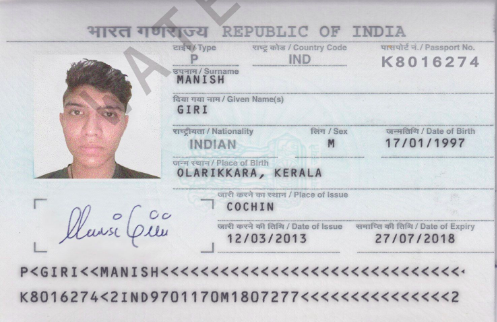 भारत गणराज्य REPUBLIC OF INDIA
टाईप/ Type राष्ट्र कोड / Country Code पासपोर्ट नं. / Passport No.
P IND K8016274
उपनाम / Surname
MANISH
दिया गया नाम / Given Name(s)
GIRI
राष्ट्रीयता / Nationality लिंग / Sex जन्मतिथि / Date of Birth
INDIAN M 17/01/1997
जन्म स्थान / Place of Birth
OLARIKKARA, KERALA
जारी करने का स्थान / Place of Issue
COCHIN
जारी करने की तिथि / Date of Issue समाप्ति की तिथि / Date of Expiry
12/03/2013 27/07/2018
P<GIRI<<MANISH<<<<<<<<<<<<<<<<<<<<<<<<<<<<<<
K8016274<2IND9701170M1807277<<<<<<<<<<<<<<<2